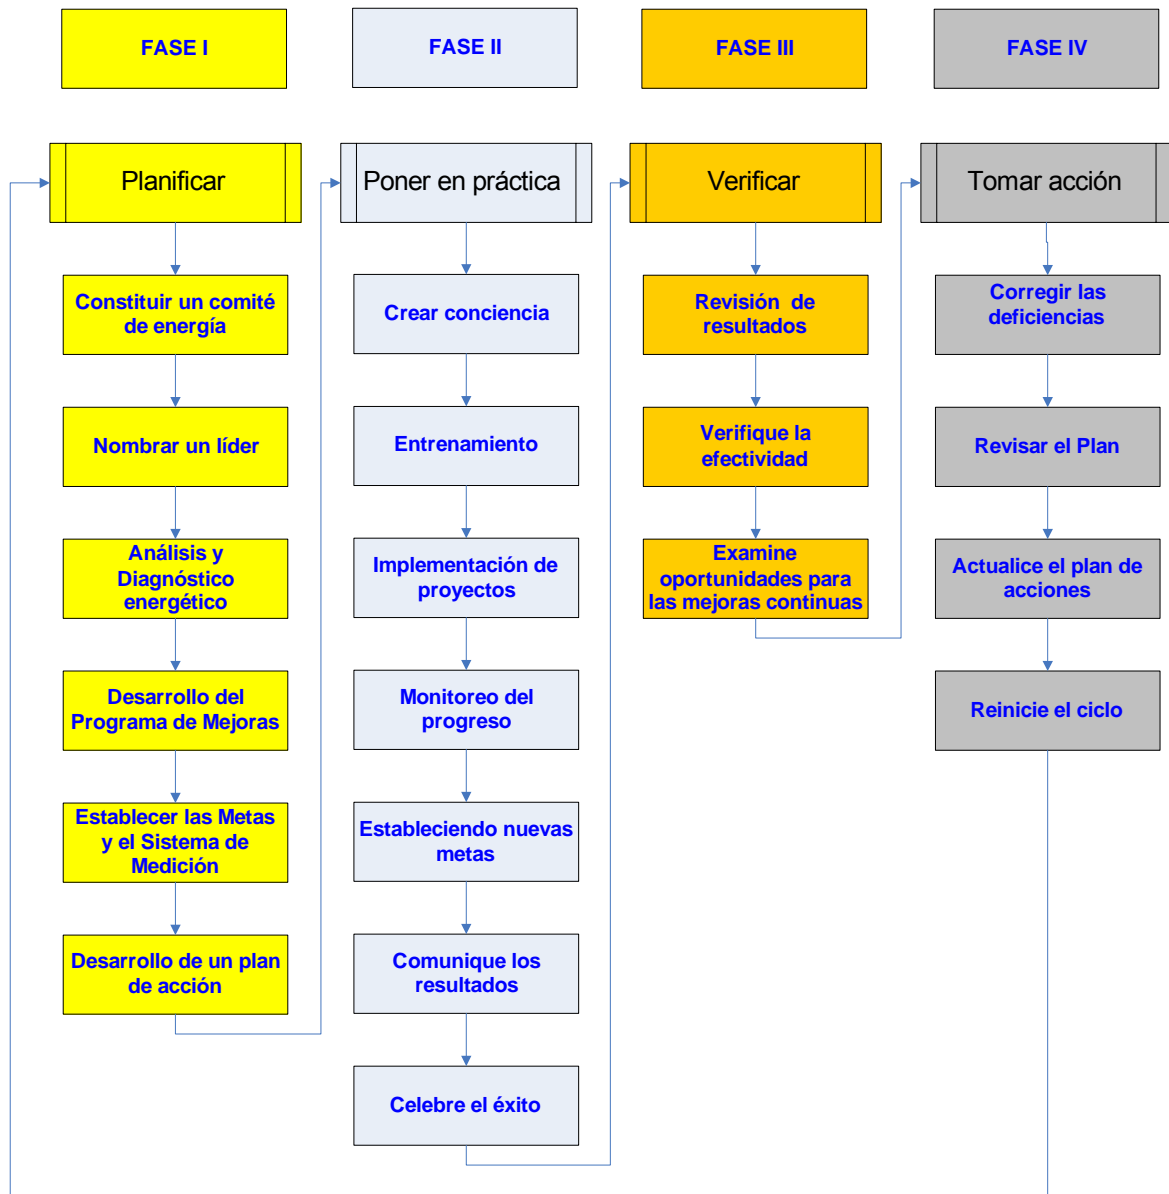 FASE I
FASE II
FASE III
FASE IV
Planificar
Poner en práctica
Verificar
Tomar acción
Constituir un comité
de energía
Nombrar un líder
Análisis y
Diagnóstico
energético
Desarrollo del
Programa de Mejoras
Establecer las Metas
y el Sistema de
Medición
Desarrollo de un plan
de acción
Crear conciencia
Entrenamiento
Implementación de
proyectos
Monitoreo del
progreso
Estableciendo nuevas
metas
Comunique los
resultados
Celebre el éxito
Revisión de
resultados
Verifique la
efectividad
Examine
oportunidades para
las mejoras continuas
Corregir las
deficiencias
Revisar el Plan
Actualice el plan de
acciones
Reinicie el ciclo